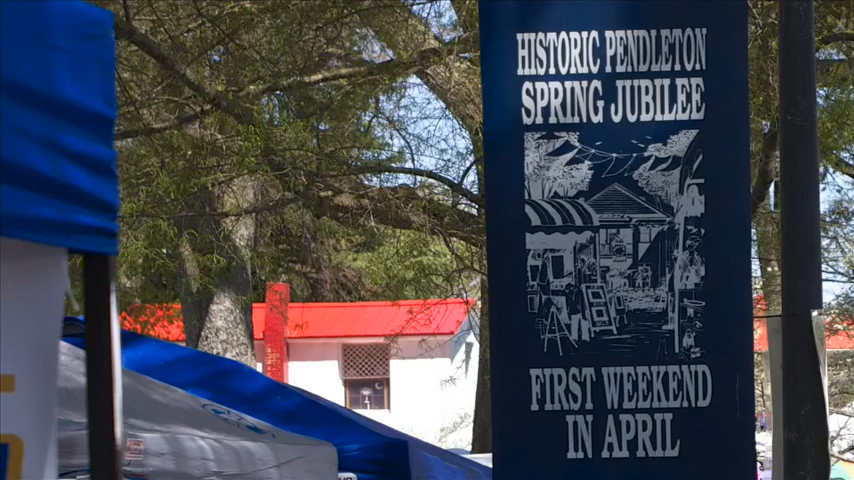 HISTORIC PENDLETON
SPRING JUBILEE
FIRST WEEKEND
IN APRIL